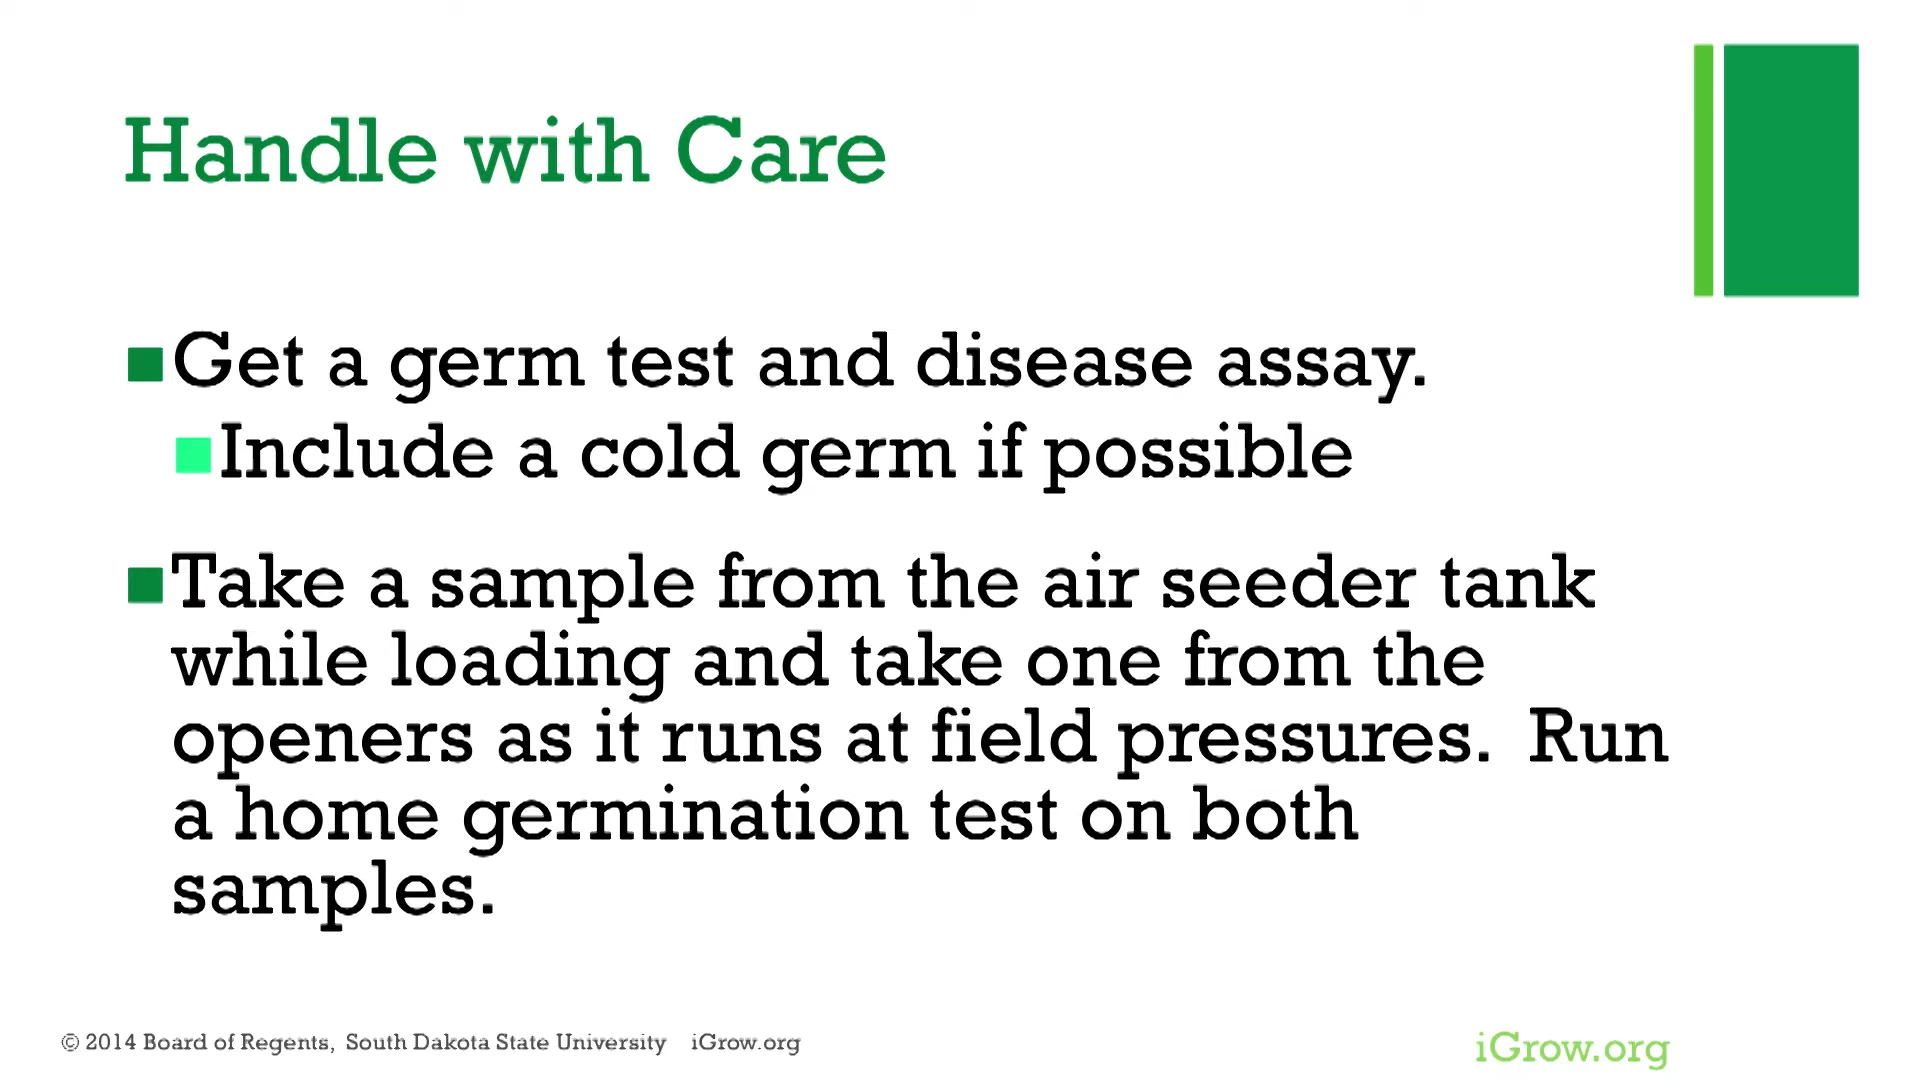 Handle with Care
Get a germ test and disease assay.
Include a cold germ if possible
Take a sample from the air seeder tank
while loading and take one from the
openers as it runs at field pressures.  Run
a home germination test on both
samples.
© 2014 Board of Regents, South Dakota State University iGrow.org
iGrow.org